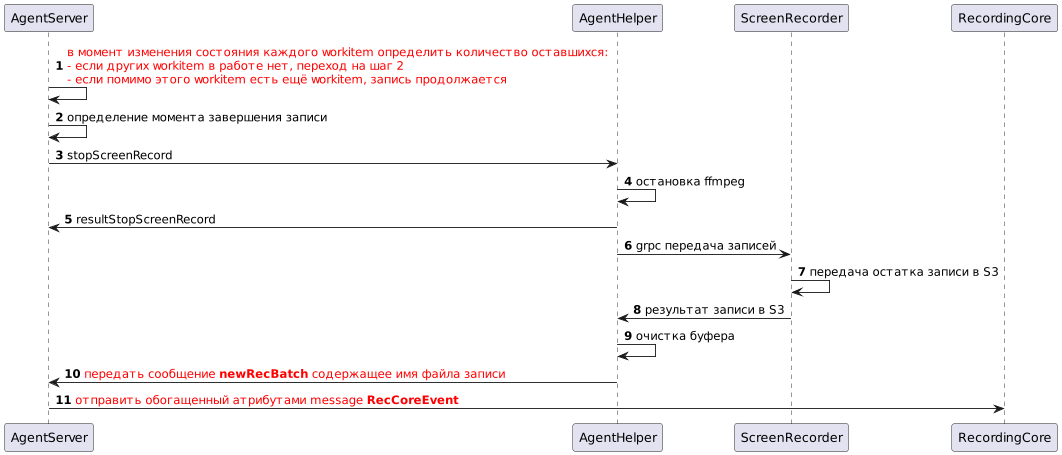 AgentServer
AgentHelper
ScreenRecorder
RecordingCore
в момент изменения состояния каждого workitem определить количество оставшихся:
1 - если других workitem в работе нет, переход на шаг 2
- если помимо этого workitem есть ещё workitem, запись продолжается
2 определение момента завершения записи
3 stopScreenRecord
4 остановка ffmpeg
5 resultStopScreenRecord
6 grpc передача записей
7 передача остатка записи в S3
8 результат записи в S3
9 очистка буфера
10 передать сообщение newRecBatch содержащее имя файла записи
11 отправить обогащенный атрибутами message RecCoreEvent
AgentServer
AgentHelper
ScreenRecorder
RecordingCore